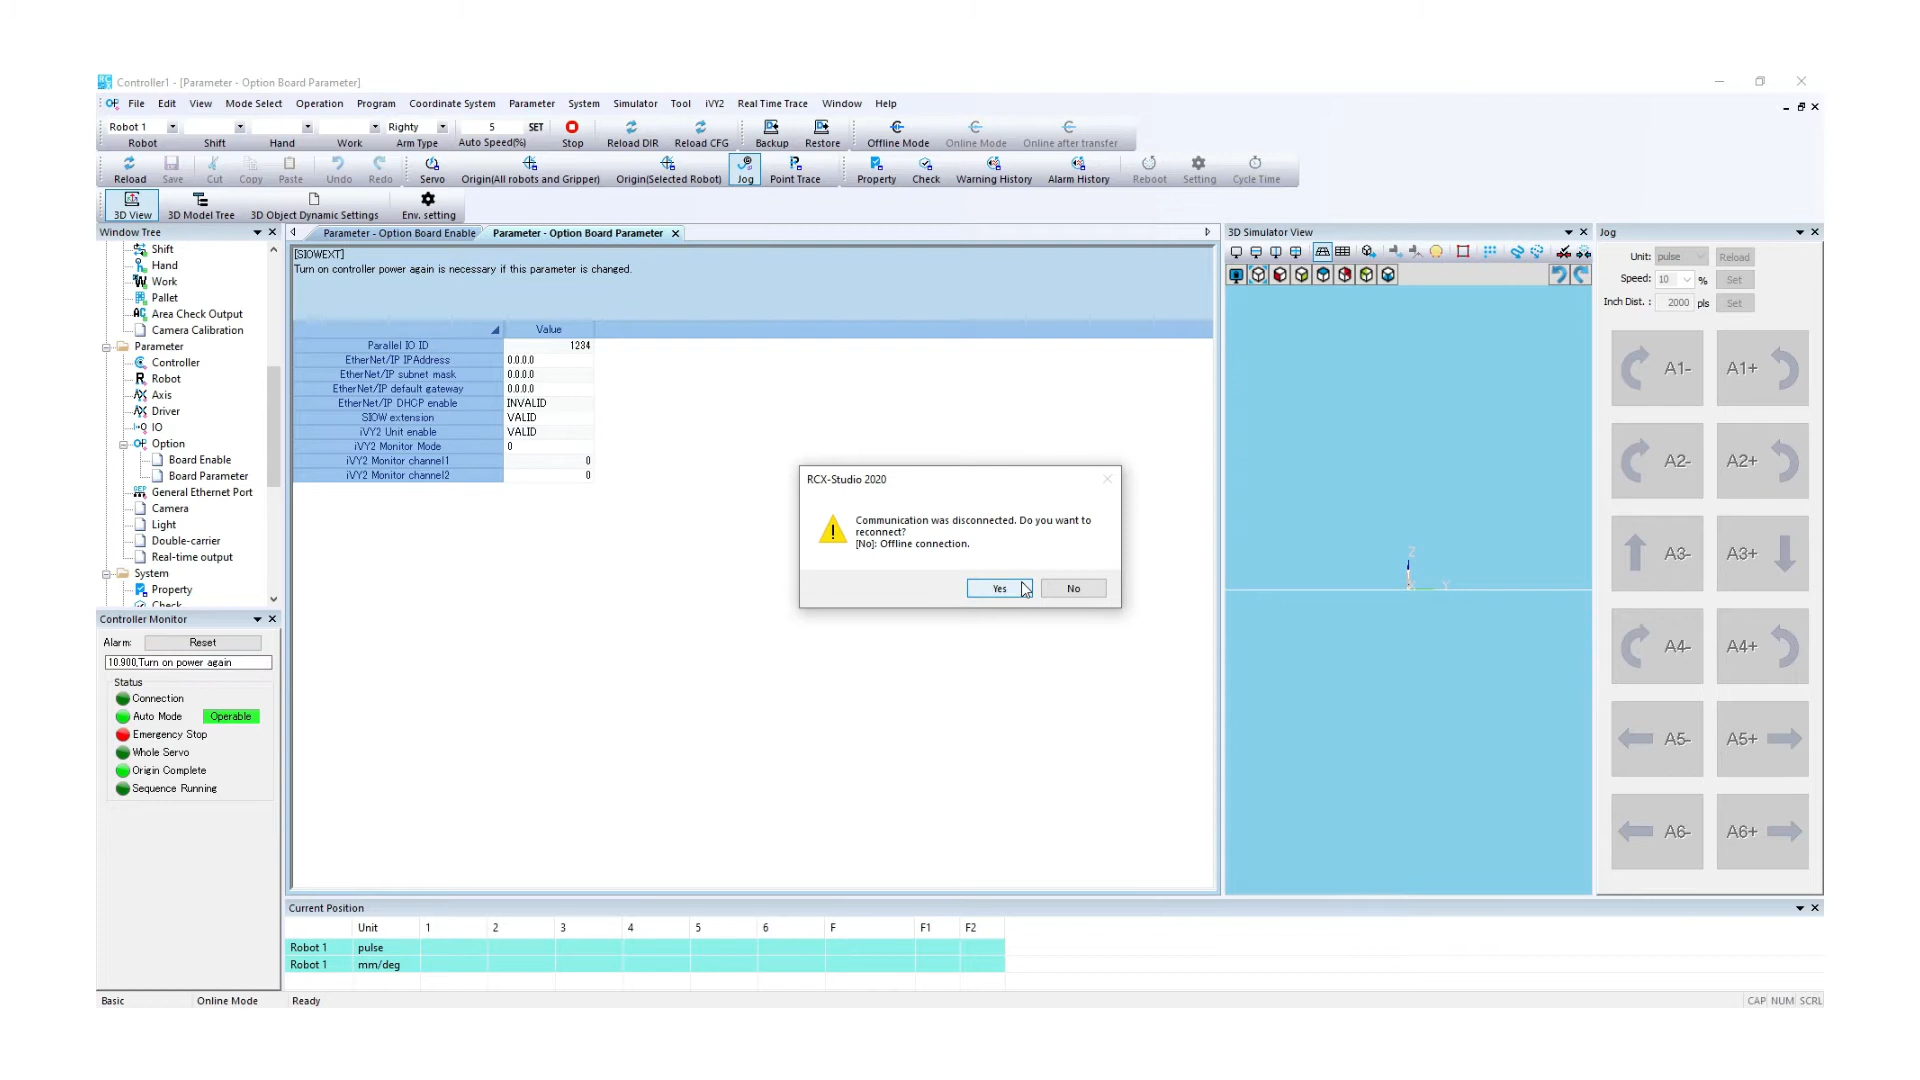 Controller1 - [Parameter - Option Board Parameter]
File Edit View Mode Select Operation Program Coordinate System Parameter System Simulator Tool iVY2 Real Time Trace Window Help
Robot 1 Righty 5 SET
Robot Shift Hand Work Arm Type Auto Speed(%) Stop Reload DIR Reload CFG Backup Restore Offline Mode Online Mode Online after transfer
Reload Save Cut Copy Paste Undo Redo Servo Origin(All robots and Gripper) Origin(Selected Robot) Jog Point Trace Property Check Warning History Alarm History Reboot Setting Cycle Time
3D View 3D Model Tree 3D Object Dynamic Settings Env. setting
Window Tree
Shift
Hand
Work
Pallet
Area Check Output
Camera Calibration
Parameter
Controller
Robot
Axis
Driver
IO
Option
Board Enable
Board Parameter
General Ethernet Port
Camera
Light
Double-carrier
Real-time output
System
Property
Check
Controller Monitor
Alarm: Reset
10.900,Turn on power again
Status
Connection
Auto Mode Operable
Emergency Stop
Whole Servo
Origin Complete
Sequence Running
Parameter - Option Board Enable Parameter - Option Board Parameter
[SIOWEXT]
Turn on controller power again is necessary if this parameter is changed.
Value
Parallel IO ID 1234
EtherNet/IP IPAddress 0.0.0.0
EtherNet/IP subnet mask 0.0.0.0
EtherNet/IP default gateway 0.0.0.0
EtherNet/IP DHCP enable INVALID
SIOW extension VALID
iVY2 Unit enable VALID
iVY2 Monitor Mode 0
iVY2 Monitor channel1 0
iVY2 Monitor channel2 0
RCX-Studio 2020
Communication was disconnected. Do you want to
reconnect?
[No]: Offline connection.
Yes No
3D Simulator View
Z
Y
Jog
Unit: pulse Reload
Speed: 10 % Set
Inch Dist. : 2000 pls Set
A1- A1+
A2- A2+
A3- A3+
A4- A4+
A5- A5+
A6- A6+
Current Position
Unit 1 2 3 4 5 6 F F1 F2
Robot 1 pulse
Robot 1 mm/deg
Basic Online Mode Ready CAP NUM SCRL